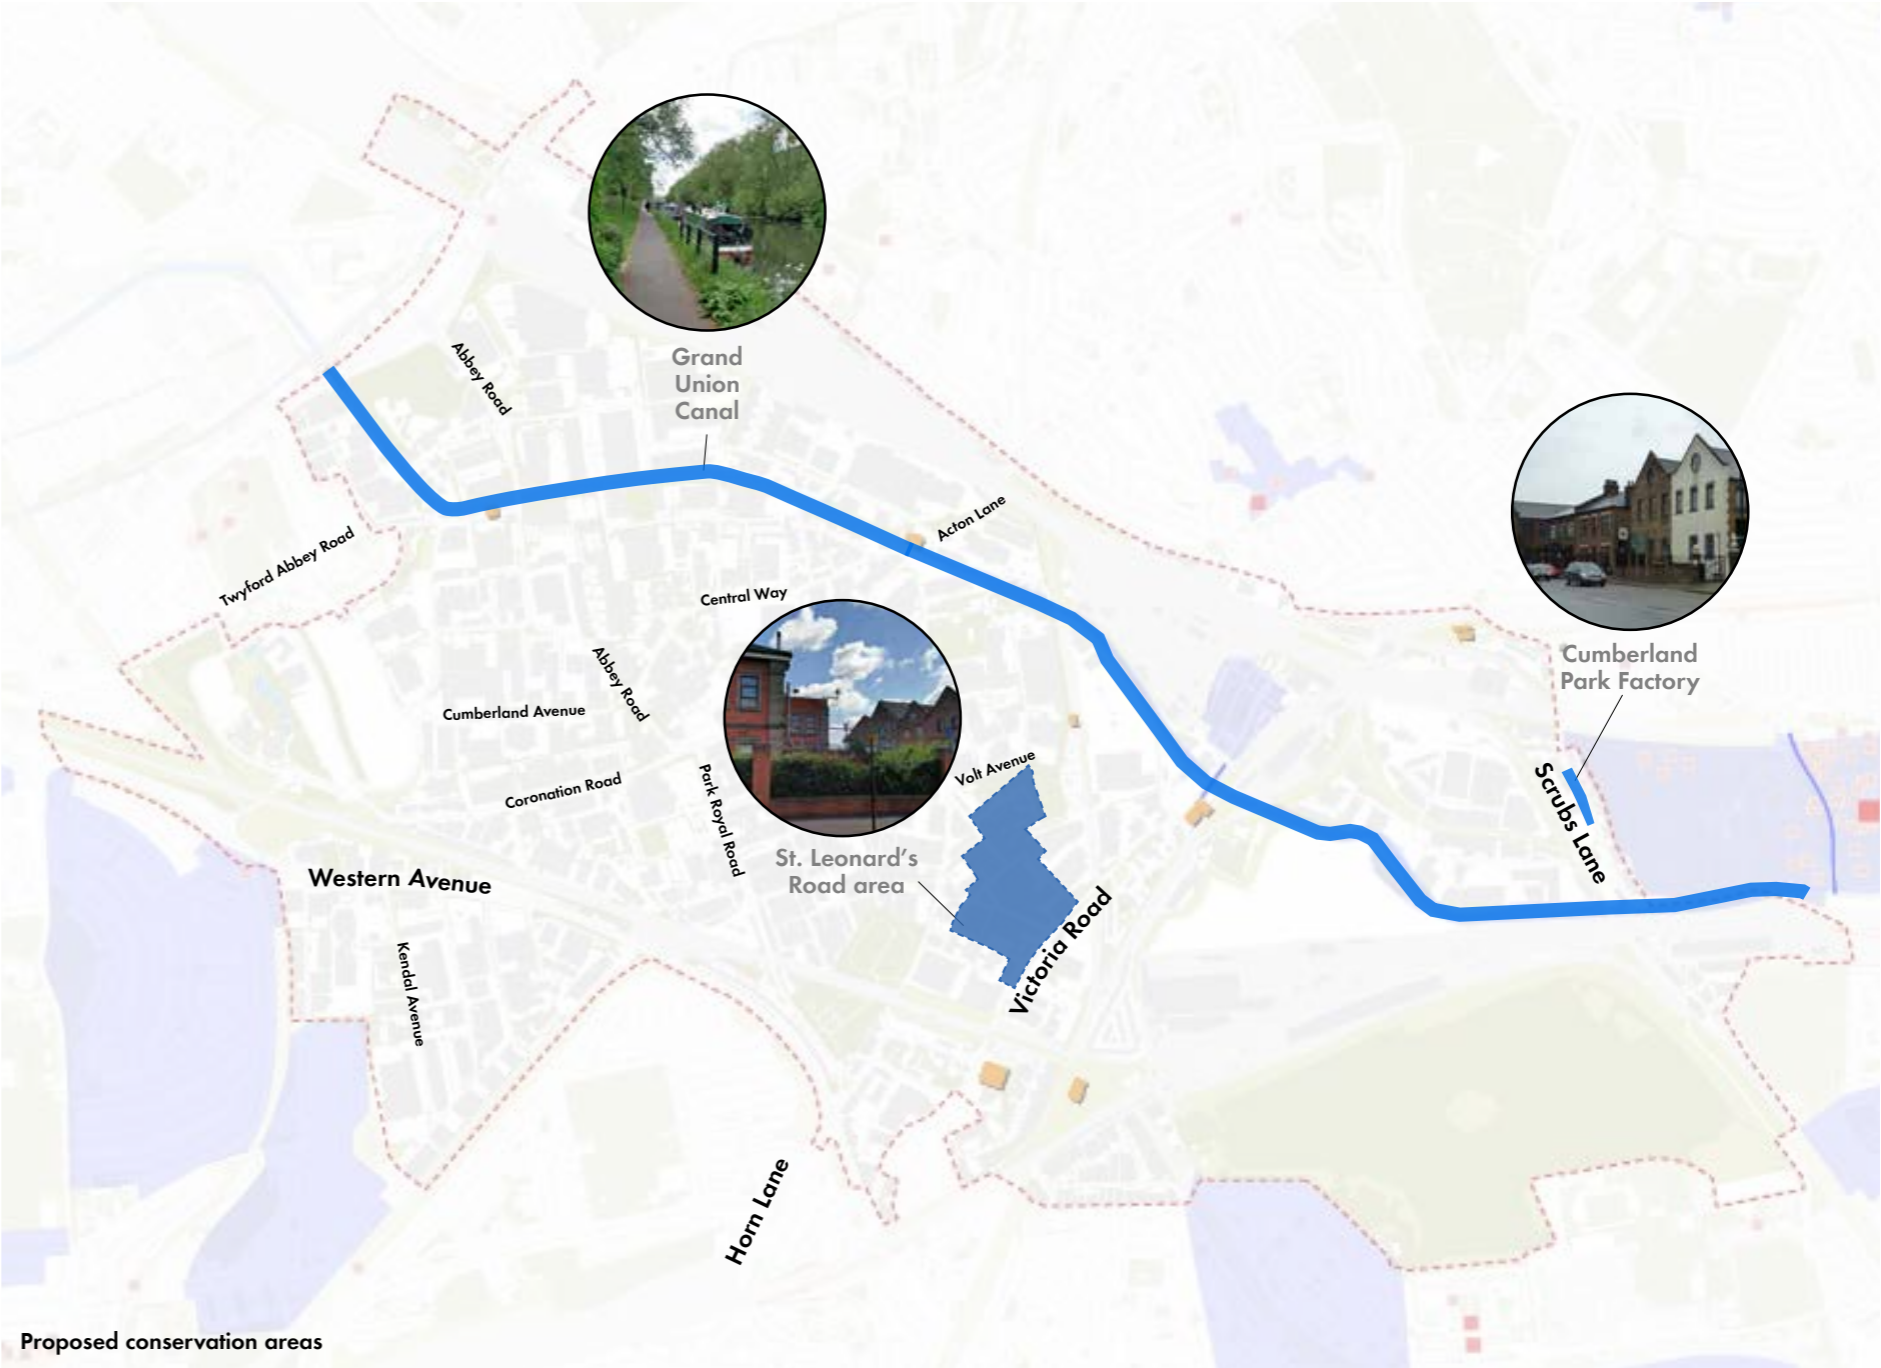 Abbey Road
Grand
Union
Canal
Acton Lane
Twyford Abbey Road
Central Way
Cumberland
Park Factory
Abbey Road
Cumberland Avenue
Volt Avenue
Coronation Road
Park Royal Road
Scrubs Lane
St. Leonard's
Road area
Western Avenue
Victoria Road
Kendal Avenue
Horn Lane
Proposed conservation areas